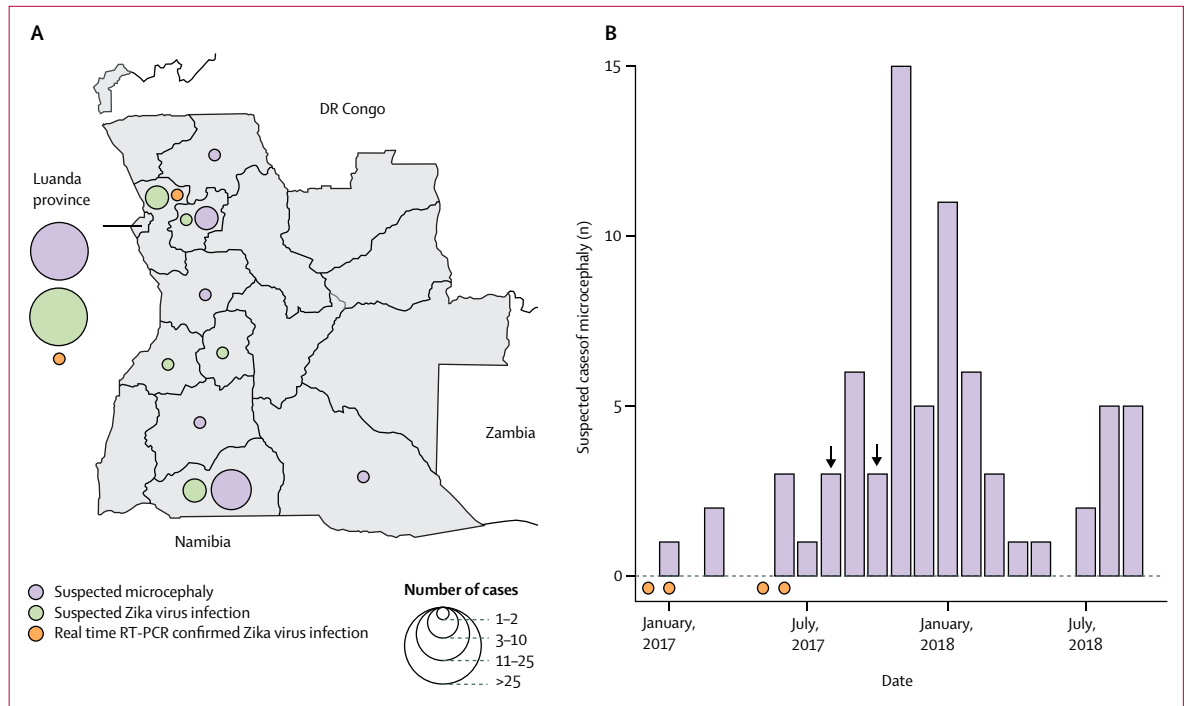 A
DR Congo
Luanda
province
Zambia
Namibia
Suspected microcephaly
Suspected Zika virus infection
Real time RT-PCR confirmed Zika virus infection
Number of cases
1–2
3–10
11–25
>25
B
Suspected casesof microcephaly (n)
15
10
5
0
January,
2017
July,
2017
January,
2018
July,
2018
Date